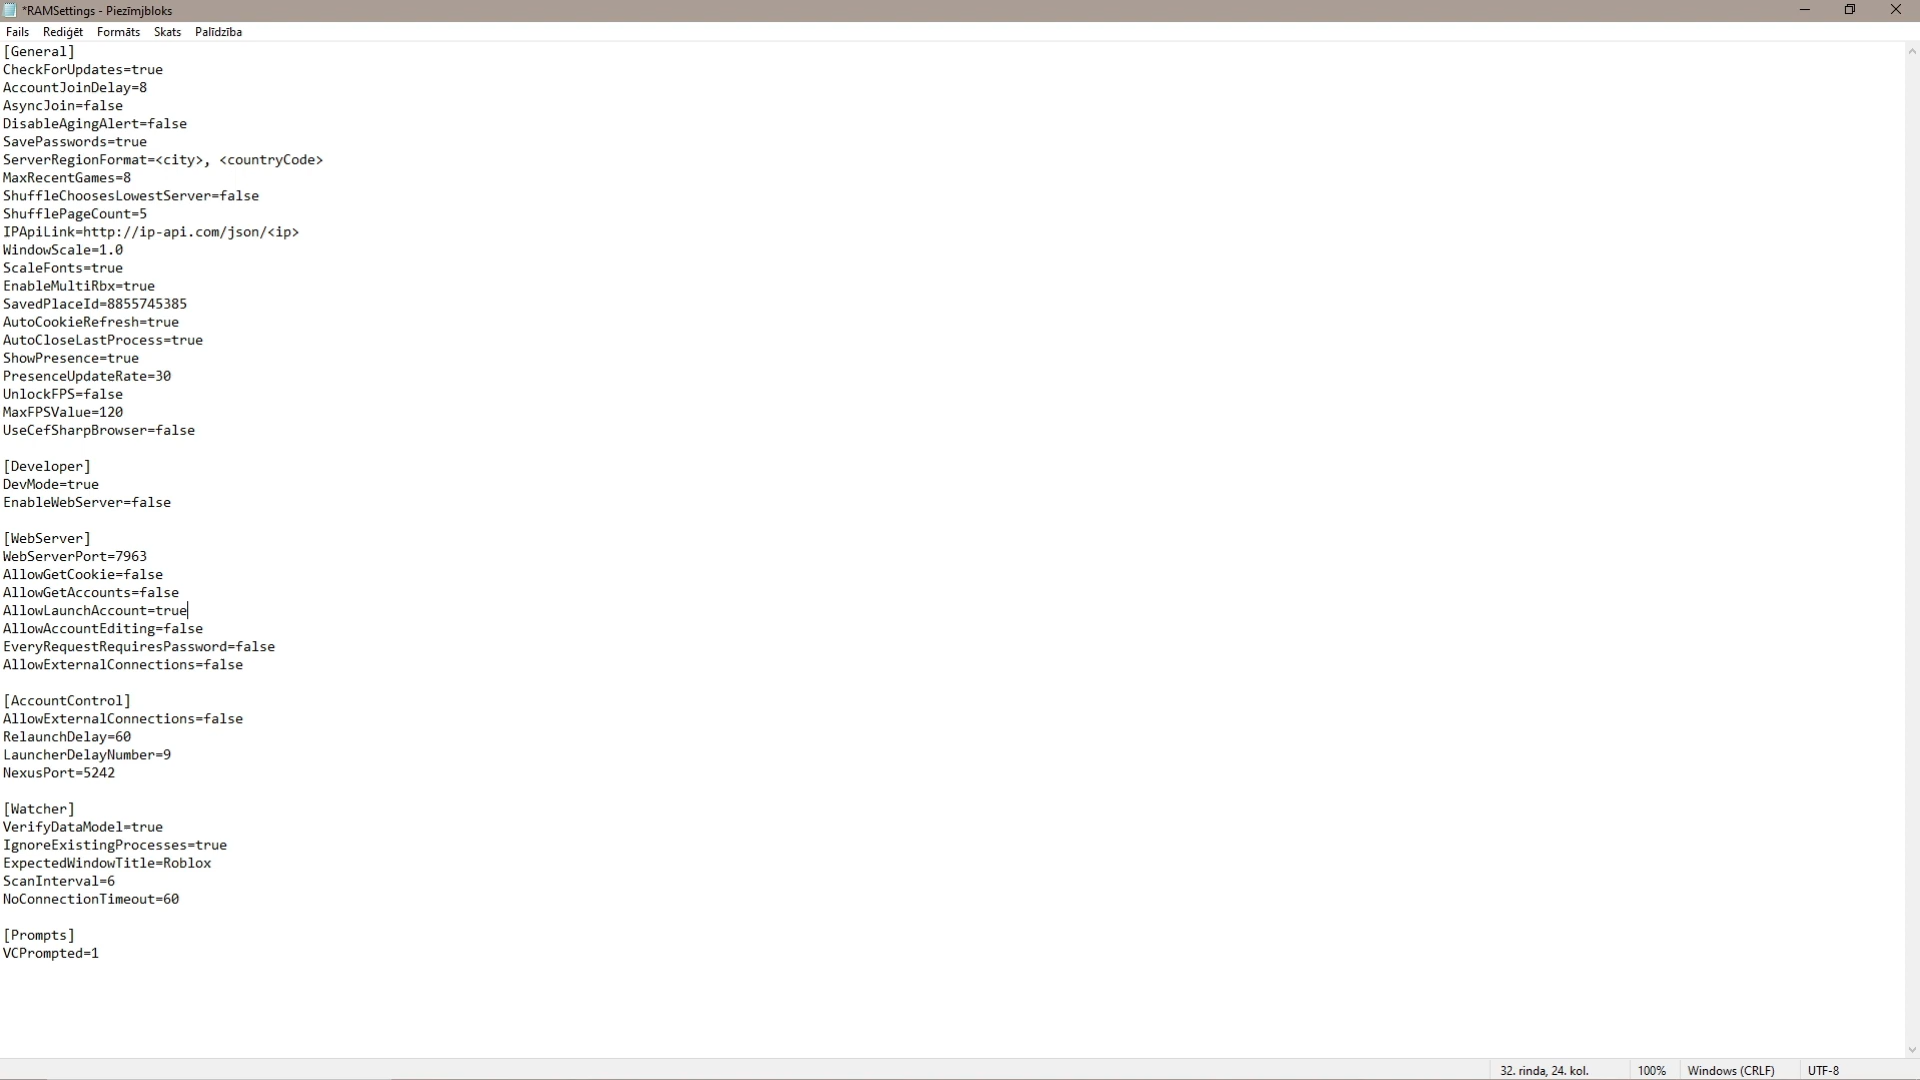 *RAMSettings - Piezīmjbloks
Fails Rediģēt Formāts Skats Palīdzība
[General]
CheckForUpdates=true
AccountJoinDelay=8
AsyncJoin=false
DisableAgingAlert=false
SavePasswords=true
ServerRegionFormat=<city>, <countryCode>
MaxRecentGames=8
ShuffleChoosesLowestServer=false
ShufflePageCount=5
IPApiLink=http://ip-api.com/json/<ip>
WindowScale=1.0
ScaleFonts=true
EnableMultiRbx=true
SavedPlaceId=8855745385
AutoCookieRefresh=true
AutoCloseLastProcess=true
ShowPresence=true
PresenceUpdateRate=30
UnlockFPS=false
MaxFPSValue=120
UseCefSharpBrowser=false
[Developer]
DevMode=true
EnableWebServer=false
[WebServer]
WebServerPort=7963
AllowGetCookie=false
AllowGetAccounts=false
AllowLaunchAccount=true
AllowAccountEditing=false
EveryRequestRequiresPassword=false
AllowExternalConnections=false
[AccountControl]
AllowExternalConnections=false
RelaunchDelay=60
LauncherDelayNumber=9
NexusPort=5242
[Watcher]
VerifyDataModel=true
IgnoreExistingProcesses=true
ExpectedWindowTitle=Roblox
ScanInterval=6
NoConnectionTimeout=60
[Prompts]
VCPrompted=1
32. rinda, 24. kol. 100% Windows (CRLF) UTF-8